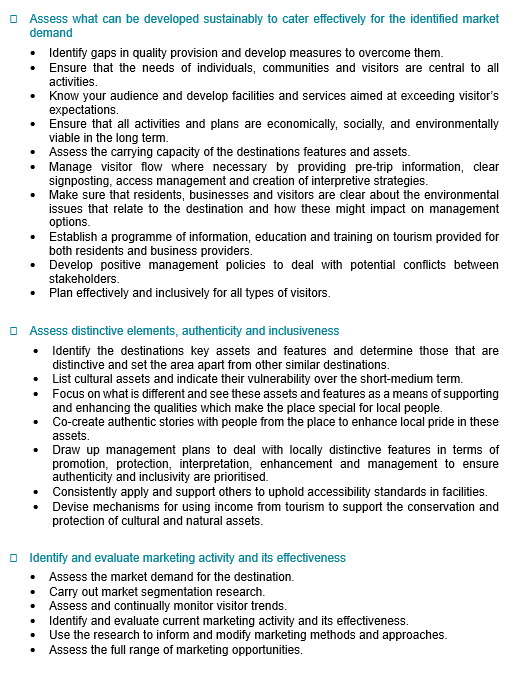 Assess what can be developed sustainably to cater effectively for the identified market
demand
• Identify gaps in quality provision and develop measures to overcome them.
• Ensure that the needs of individuals, communities and visitors are central to all
activities.
• Know your audience and develop facilities and services aimed at exceeding visitor's
expectations.
• Ensure that all activities and plans are economically, socially, and environmentally
viable in the long term.
• Assess the carrying capacity of the destinations features and assets.
• Manage visitor flow where necessary by providing pre-trip information, clear
signposting, access management and creation of interpretive strategies.
• Make sure that residents, businesses and visitors are clear about the environmental
issues that relate to the destination and how these might impact on management
options.
• Establish a programme of information, education and training on tourism provided for
both residents and business providers.
• Develop positive management policies to deal with potential conflicts between
stakeholders.
• Plan effectively and inclusively for all types of visitors.
Assess distinctive elements, authenticity and inclusiveness
• Identify the destinations key assets and features and determine those that are
distinctive and set the area apart from other similar destinations.
• List cultural assets and indicate their vulnerability over the short-medium term.
• Focus on what is different and see these assets and features as a means of supporting
and enhancing the qualities which make the place special for local people.
• Co-create authentic stories with people from the place to enhance local pride in these
assets.
• Draw up management plans to deal with locally distinctive features in terms of
promotion, protection, interpretation, enhancement and management to ensure
authenticity and inclusivity are prioritised.
• Consistently apply and support others to uphold accessibility standards in facilities.
• Devise mechanisms for using income from tourism to support the conservation and
protection of cultural and natural assets.
Identify and evaluate marketing activity and its effectiveness
• Assess the market demand for the destination.
• Carry out market segmentation research.
• Assess and continually monitor visitor trends.
• Identify and evaluate current marketing activity and its effectiveness.
• Use the research to inform and modify marketing methods and approaches.
• Assess the full range of marketing opportunities.